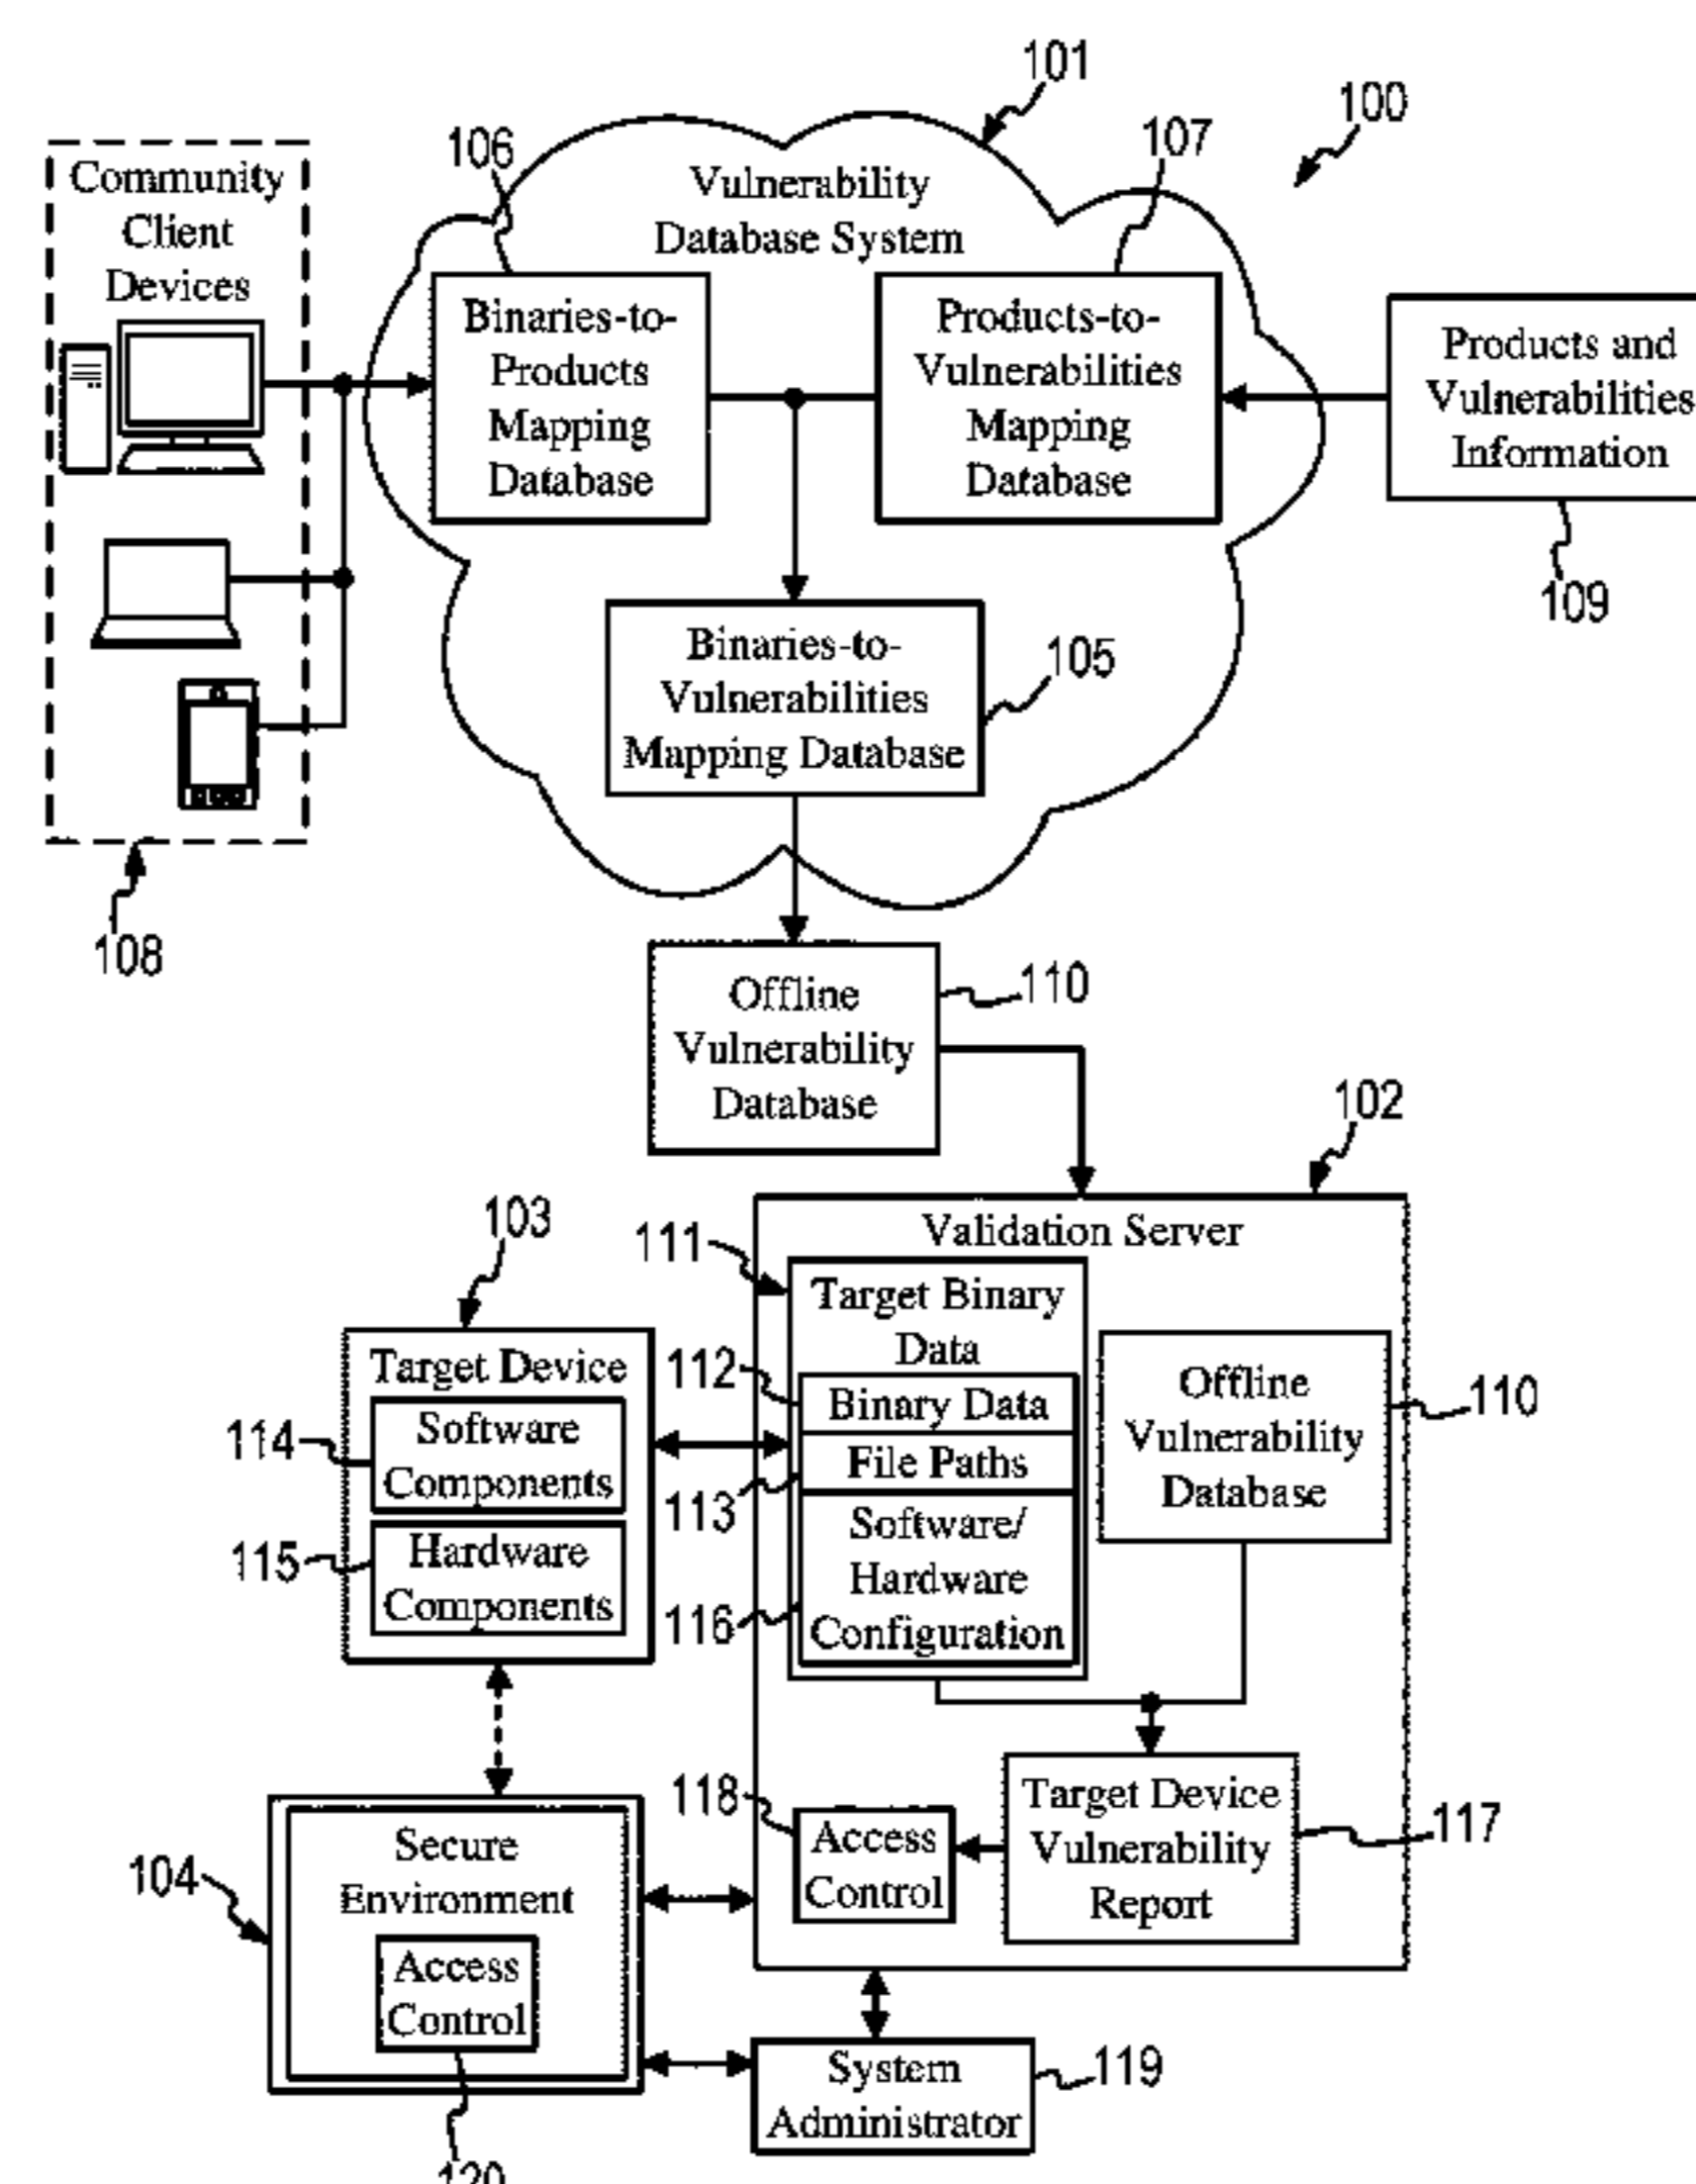 101
100
106
107
Community
Client
Devices
Vulnerability
Database System
Binaries-to-
Products
Mapping
Database
Products-to-
Vulnerabilities
Mapping
Database
Products and
Vulnerabilities
Information
109
Binaries-to-
Vulnerabilities
Mapping Database
105
108
Offline
Vulnerability
Database
110
102
103
111
Validation Server
Target Binary
Data
112
Binary Data
113
File Paths
116
Software/
Hardware
Configuration
Offline
Vulnerability
Database
110
Target Device
114
Software
Components
115
Hardware
Components
118
Access
Control
Target Device
Vulnerability
Report
117
104
Secure
Environment
Access
Control
120
System
Administrator
119